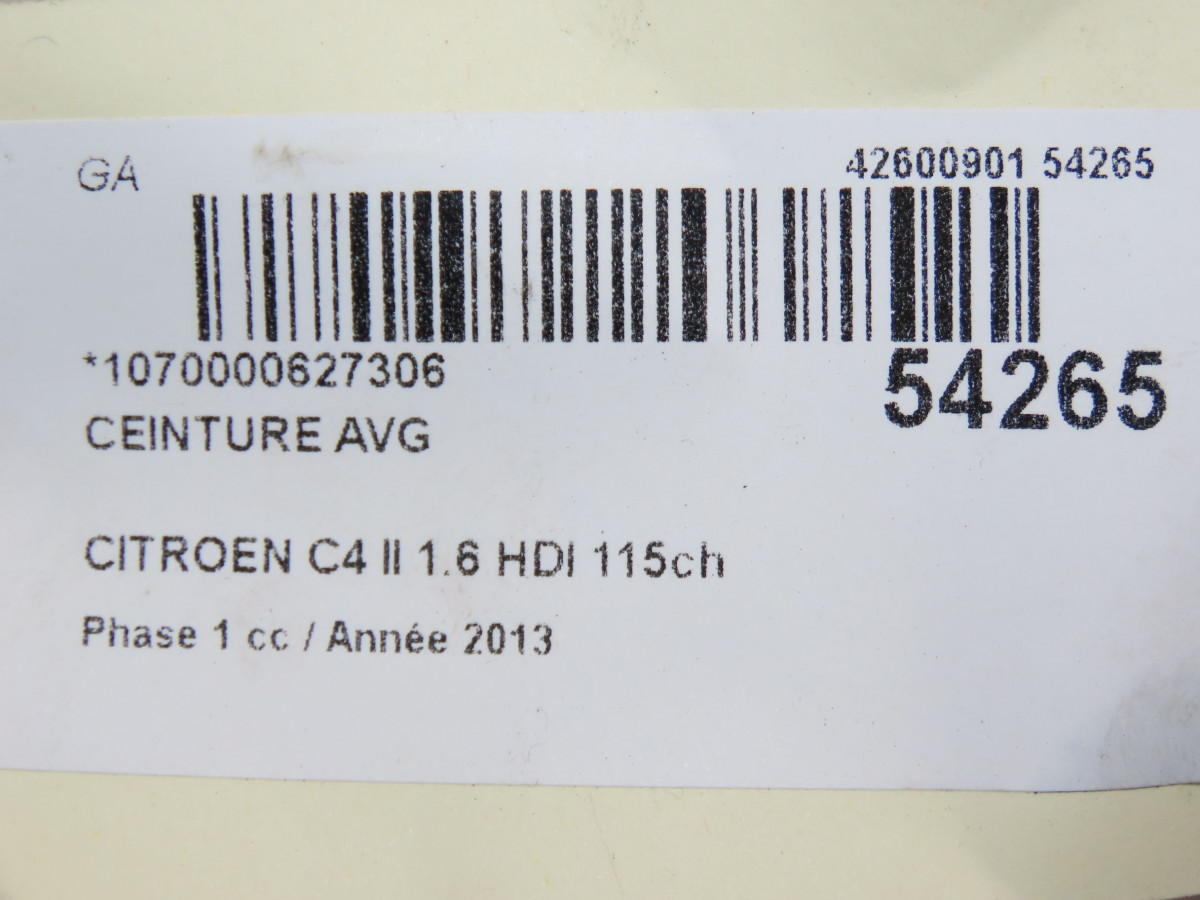 GA
42600901 54265
*1070000627306
54265
CEINTURE AVG
CITROEN C4 II 1.6 HDI 115ch
Phase 1 cc / Année 2013